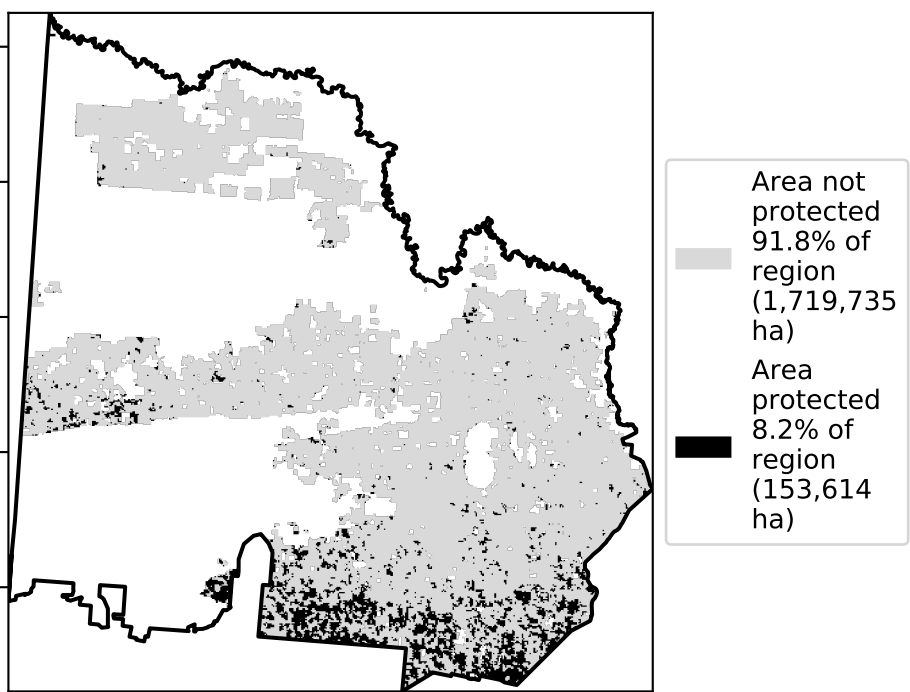 Area not
protected
91.8% of
region
(1,719,735
ha)
Area
protected
8.2% of
region
(153,614
ha)